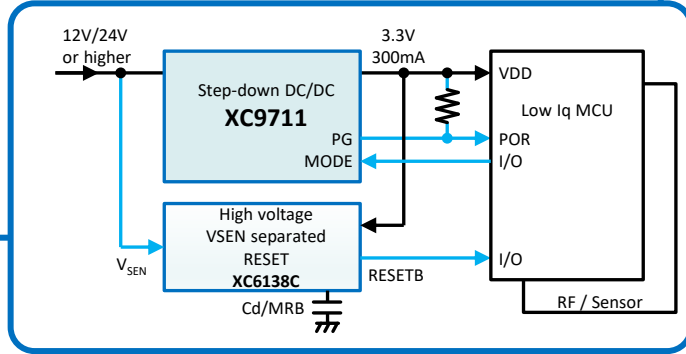 12V/24V
or higher
3.3V
300mA
Step-down DC/DC
XC9711
PG
MODE
VDD
Low Iq MCU
POR
I/O
High voltage
VSEN separated
RESET
XC6138C
VSEN
RESETB
I/O
Cd/MRB
RF / Sensor